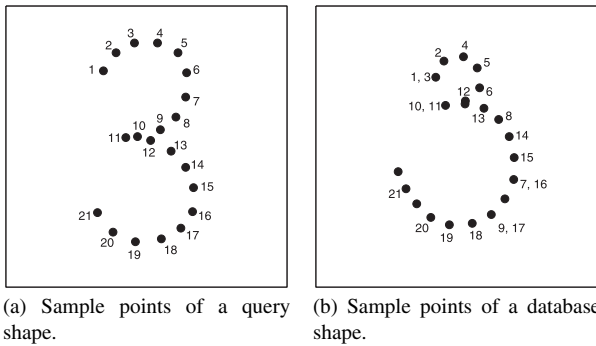 3 4
2 5
1 6
7
9 8
10
11 12 13
14
15
16
21
20 19 18 17
4
2 5
1, 3
6
12
10, 11 13 8
14
15
7, 16
21
20 19 18 9, 17
(a) Sample points of a query
shape.
(b) Sample points of a database
shape.